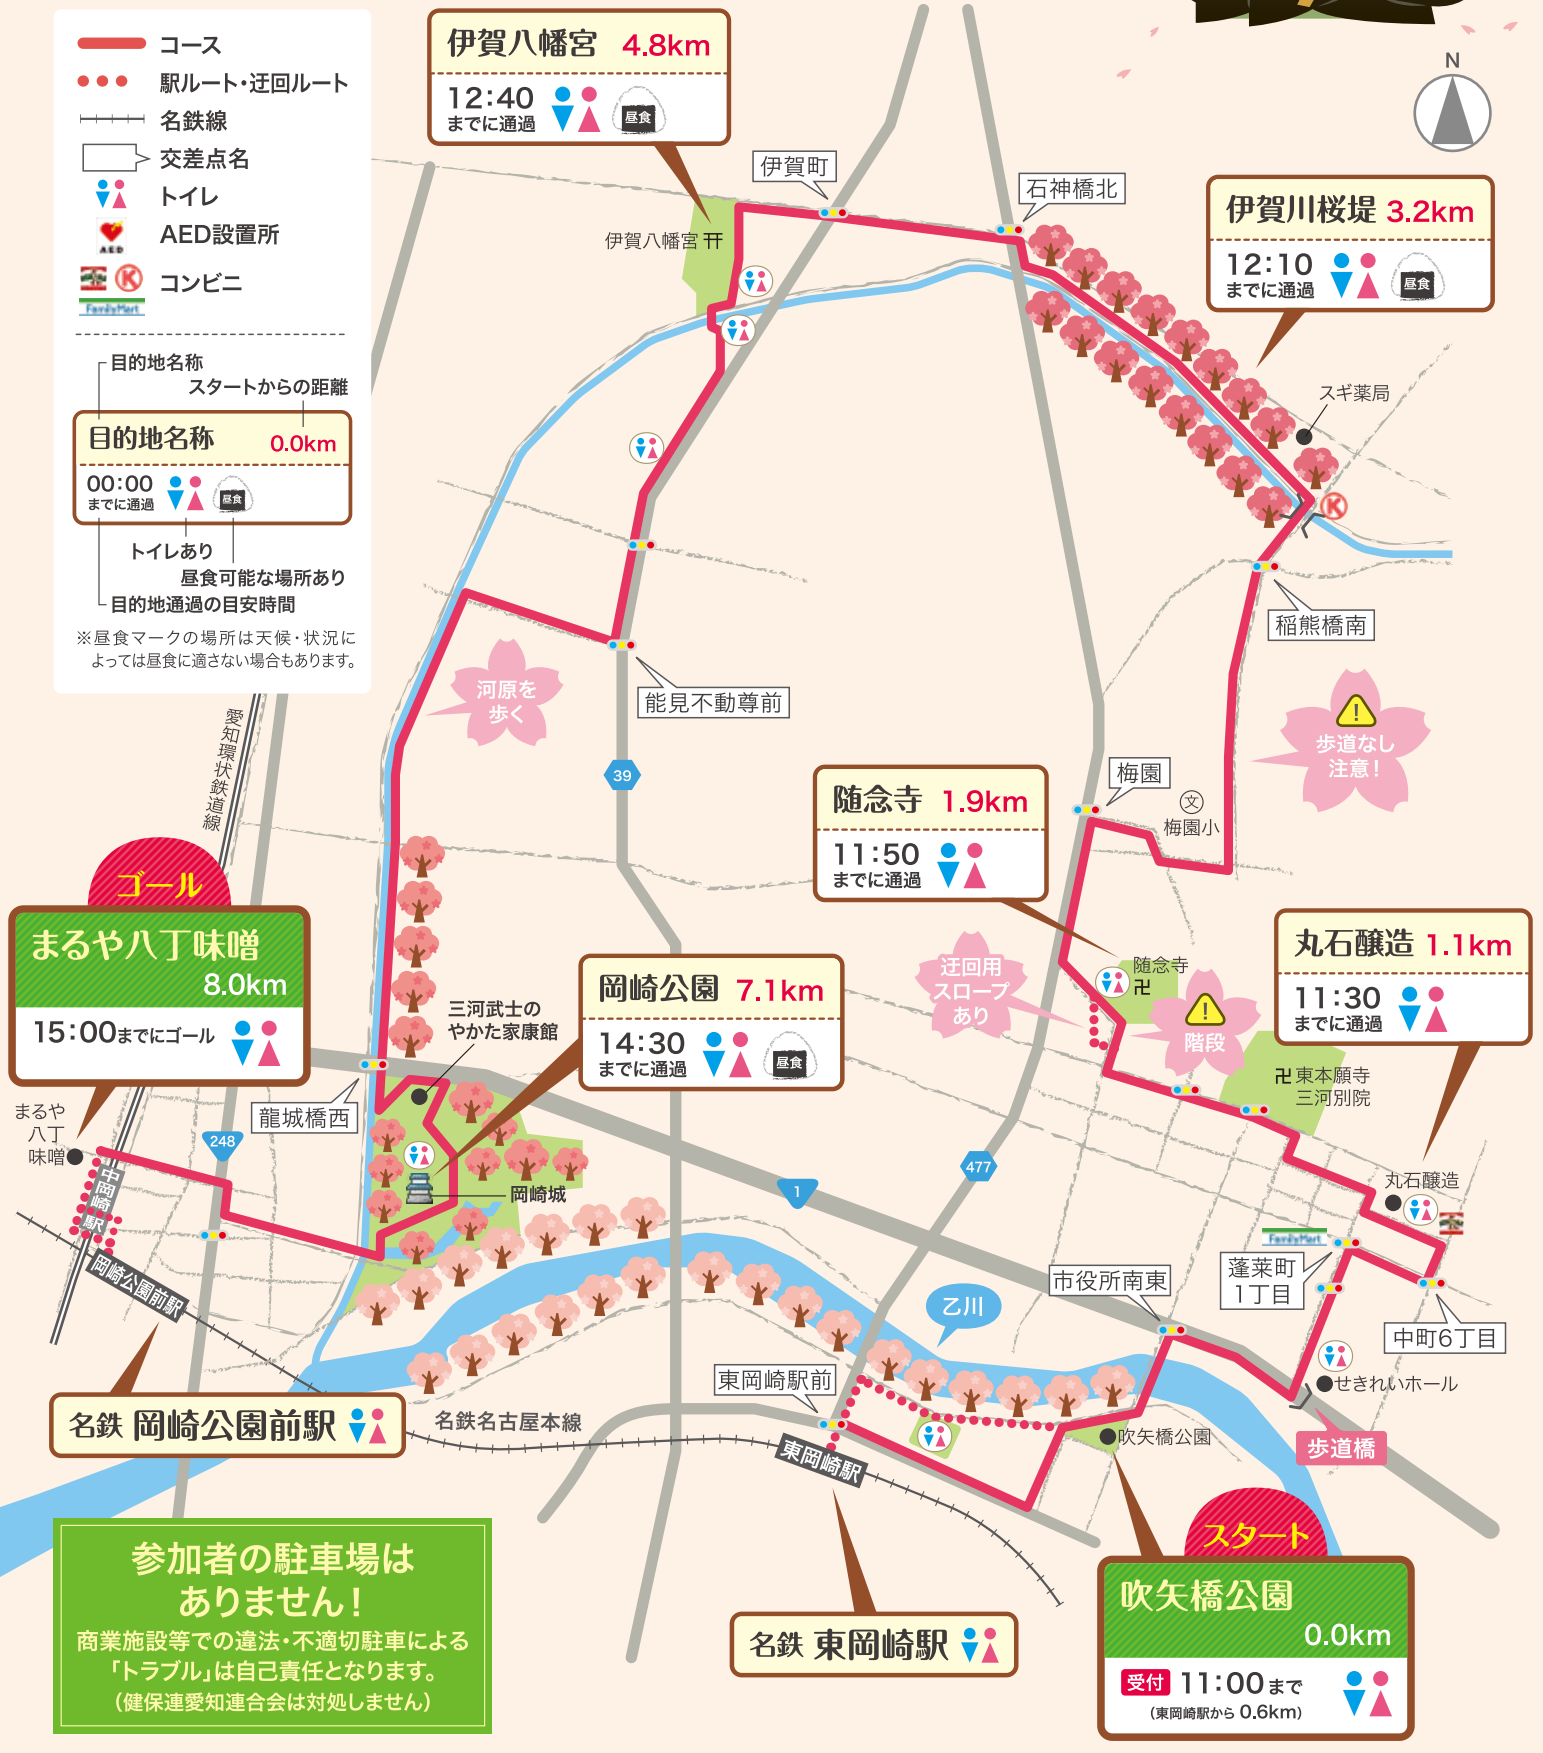 コース
駅ルート・迂回ルート
名鉄線
交差点名
トイレ
AED
AED設置所
K
コンビニ
FamilyMart
目的地名称
スタートからの距離
目的地名称 0.0km
00:00
までに通過
昼食
トイレあり
昼食可能な場所あり
目的地通過の目安時間
※昼食マークの場所は天候・状況に
よっては昼食に適さない場合もあります。
伊賀八幡宮 4.8km
12:40
までに通過
昼食
伊賀町
石神橋北
N
伊賀川桜堤 3.2km
12:10
までに通過
昼食
伊賀八幡宮
スギ薬局
K
稲熊橋南
河原を
歩く
能見不動尊前
39
歩道なし
注意!
愛知環状鉄道線
梅園
文
梅園小
随念寺 1.9km
11:50
までに通過
ゴール
まるや八丁味噌
8.0km
15:00までにゴール
丸石醸造 1.1km
11:30
までに通過
迂回用
スロープ
あり
随念寺
卍
階段
岡崎公園 7.1km
14:30
までに通過
昼食
三河武士の
やかた家康館
龍城橋西
卍東本願寺
三河別院
まるや
八丁
味噌
248
中岡崎駅
岡崎城
477
1
丸石醸造
FamilyMart
蓬莱町
1丁目
中町6丁目
市役所南東
乙川
岡崎公園前駅
せきれいホール
歩道橋
東岡崎駅前
吹矢橋公園
名鉄 岡崎公園前駅
名鉄名古屋本線
東岡崎駅
参加者の駐車場は
ありません!
商業施設等での違法・不適切駐車による
「トラブル」は自己責任となります。
(健保連愛知連合会は対処しません)
名鉄 東岡崎駅
スタート
吹矢橋公園
0.0km
受付 11:00まで
(東岡崎駅から 0.6km)